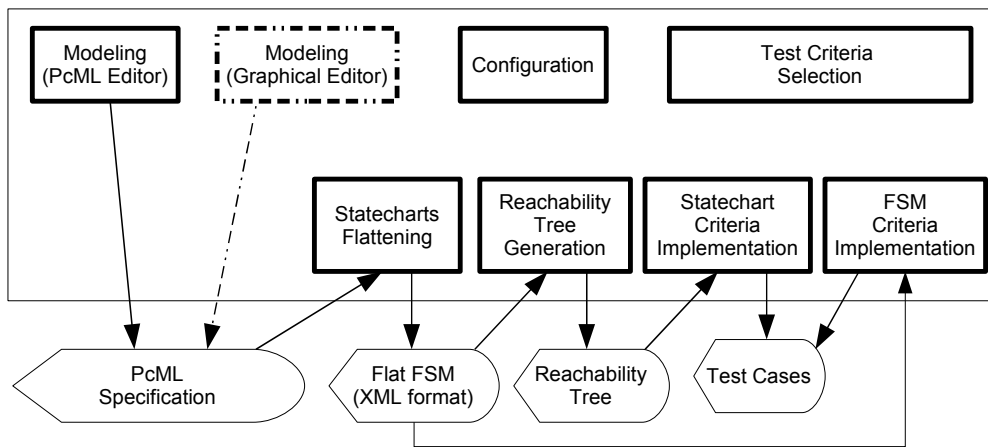 Modeling
(PcML Editor)
Modeling
(Graphical Editor)
Configuration
Test Criteria
Selection
Statecharts
Flattening
Reachability
Tree
Generation
Statechart
Criteria
Implementation
FSM
Criteria
Implementation
PcML
Specification
Flat FSM
(XML format)
Reachability
Tree
Test Cases